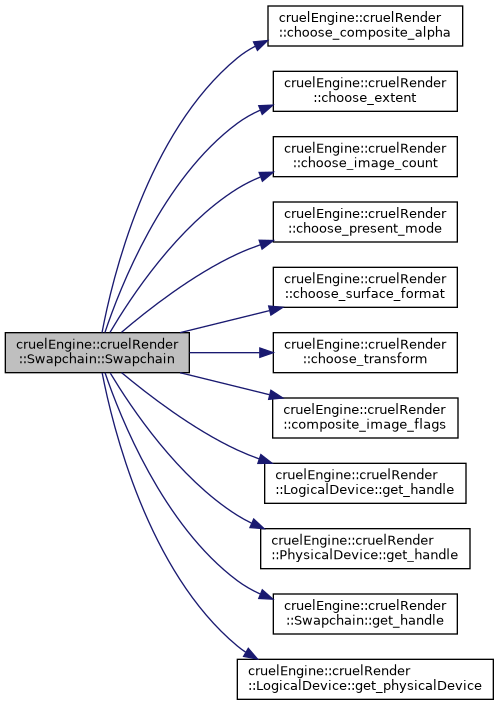 cruelEngine::cruelRender
::choose_composite_alpha
cruelEngine::cruelRender
::choose_extent
cruelEngine::cruelRender
::choose_image_count
cruelEngine::cruelRender
::choose_present_mode
cruelEngine::cruelRender
::choose_surface_format
cruelEngine::cruelRender
::Swapchain::Swapchain
cruelEngine::cruelRender
::choose_transform
cruelEngine::cruelRender
::composite_image_flags
cruelEngine::cruelRender
::LogicalDevice::get_handle
cruelEngine::cruelRender
::PhysicalDevice::get_handle
cruelEngine::cruelRender
::Swapchain::get_handle
cruelEngine::cruelRender
::LogicalDevice::get_physicalDevice